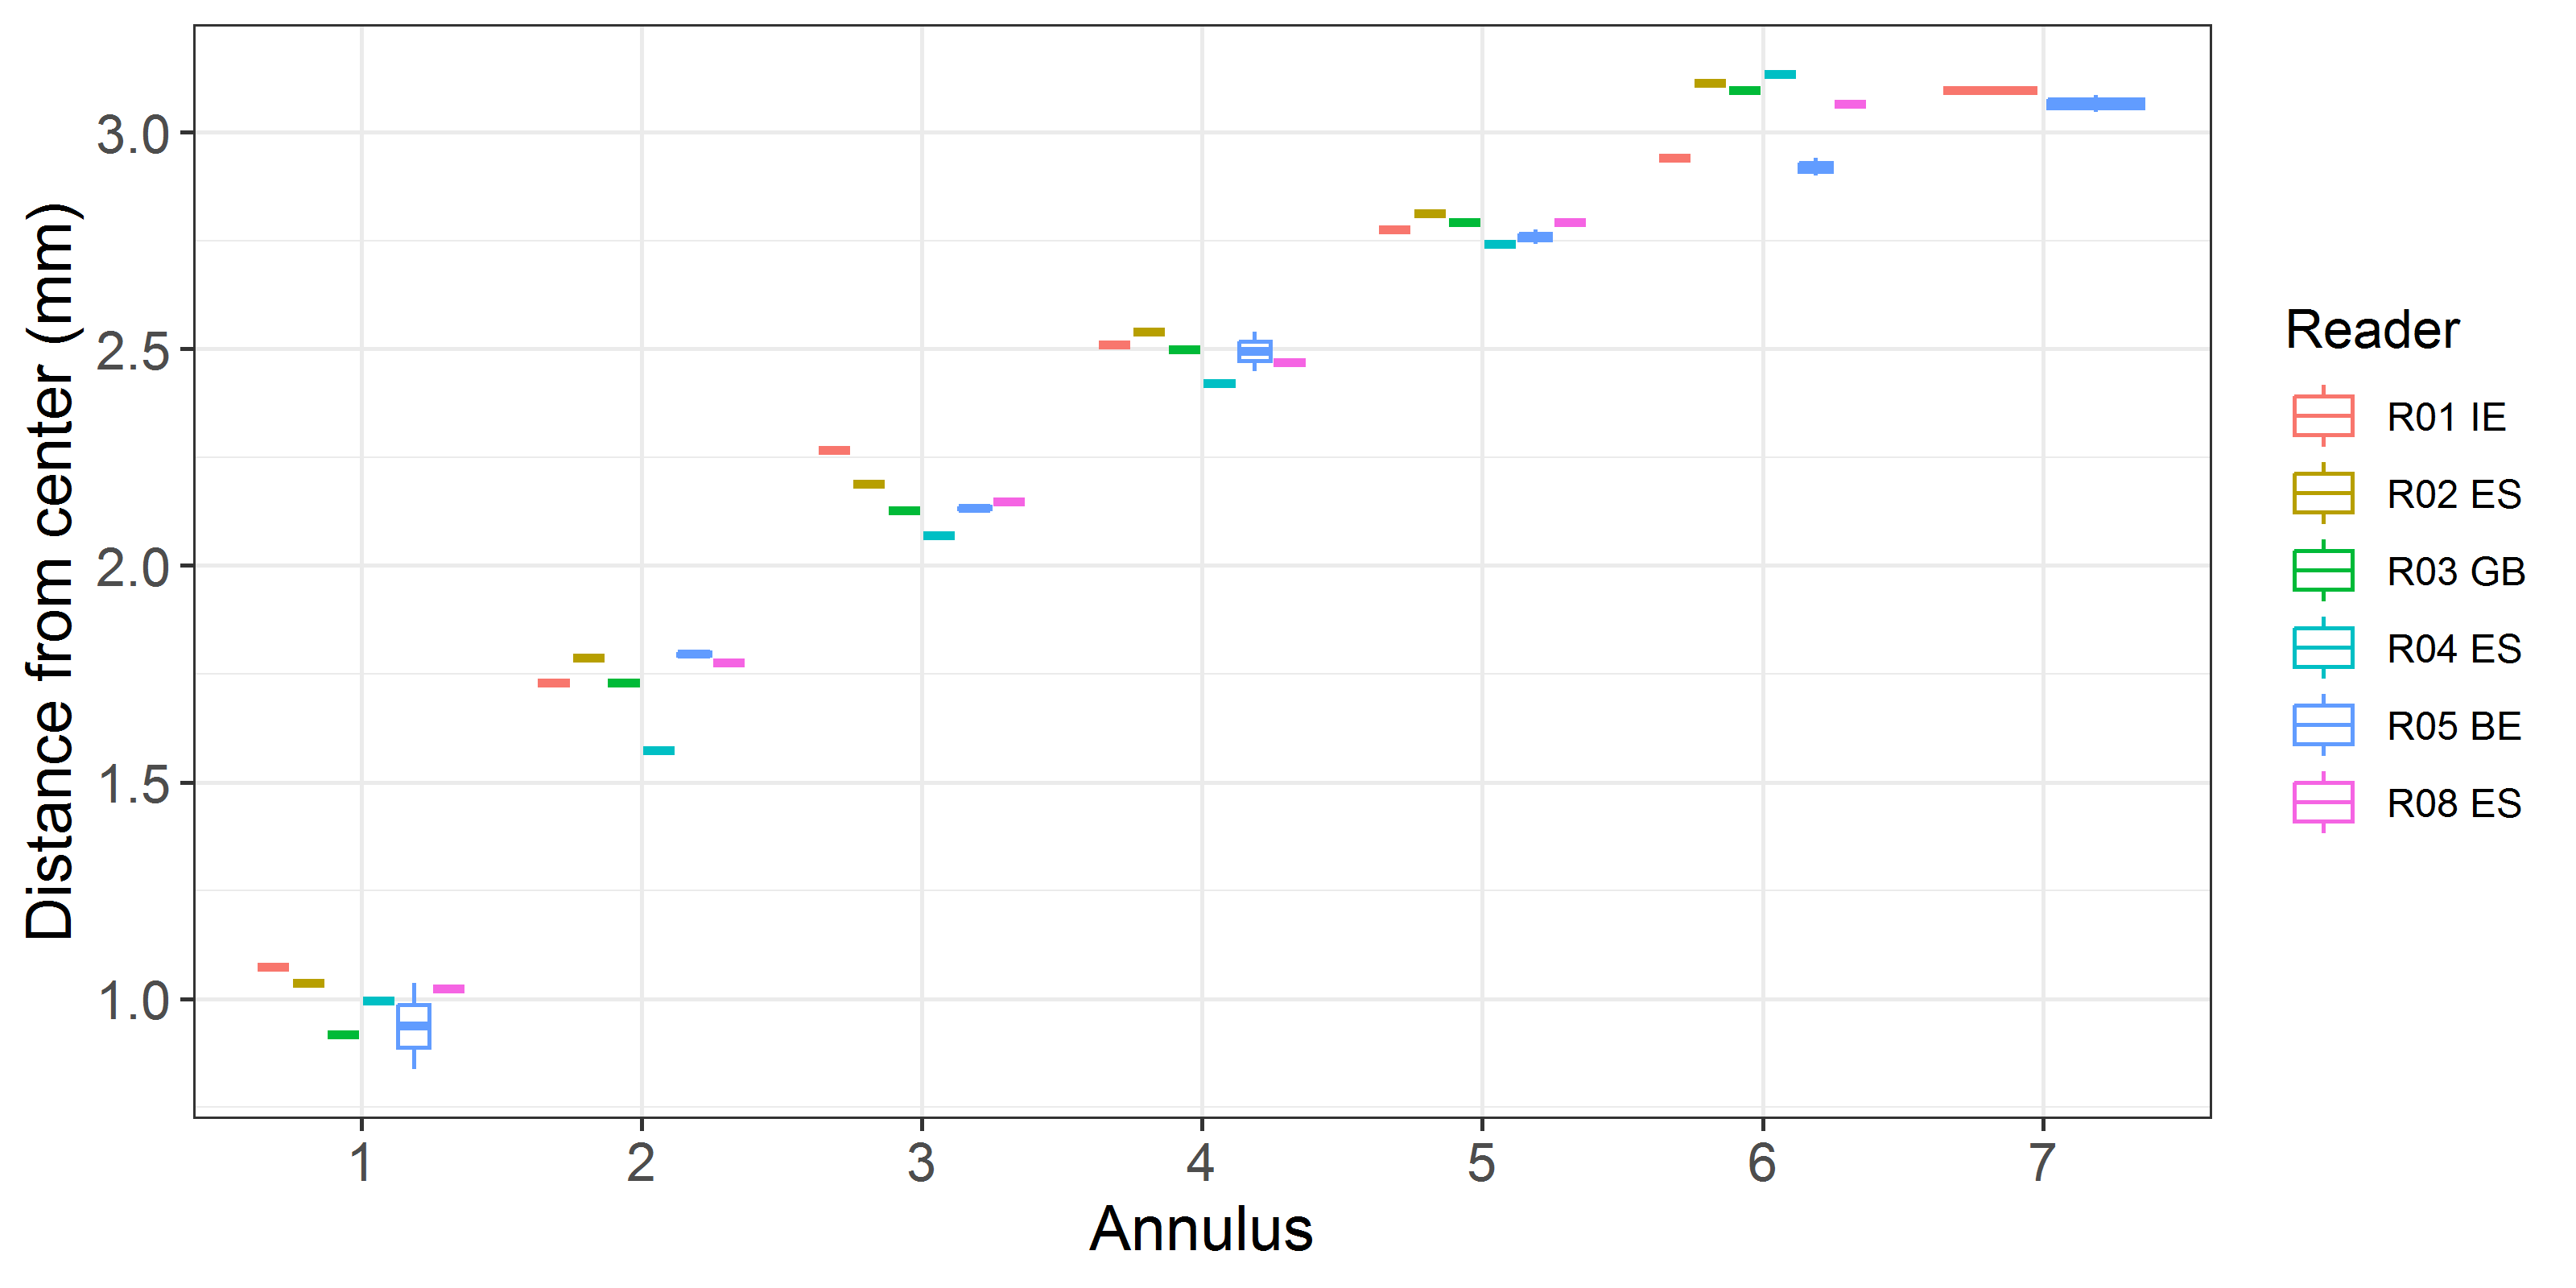 Distance from center (mm)
3.0
2.5
2.0
1.5
1.0
1 2 3 4 5 6 7
Annulus
Reader
R01 IE
R02 ES
R03 GB
R04 ES
R05 BE
R08 ES